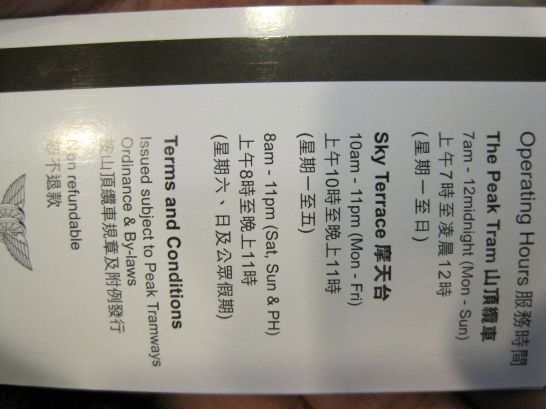 Operating Hours 服務時間
The Peak Tram 山頂纜車
7am - 12midnight (Mon - Sun)
上午7時至凌晨12時
(星期一至日)
Sky Terrace 摩天台
10am - 11pm (Mon - Fri)
上午10時至晚上11時
(星期一至五)
8am - 11pm (Sat, Sun & PH)
上午8時至晚上11時
(星期六、日及公眾假期)
Terms and Conditions
Issued subject to Peak Tramways
Ordinance & By-laws
按山頂纜車規章及附例發行
Non refundable
恕不退款